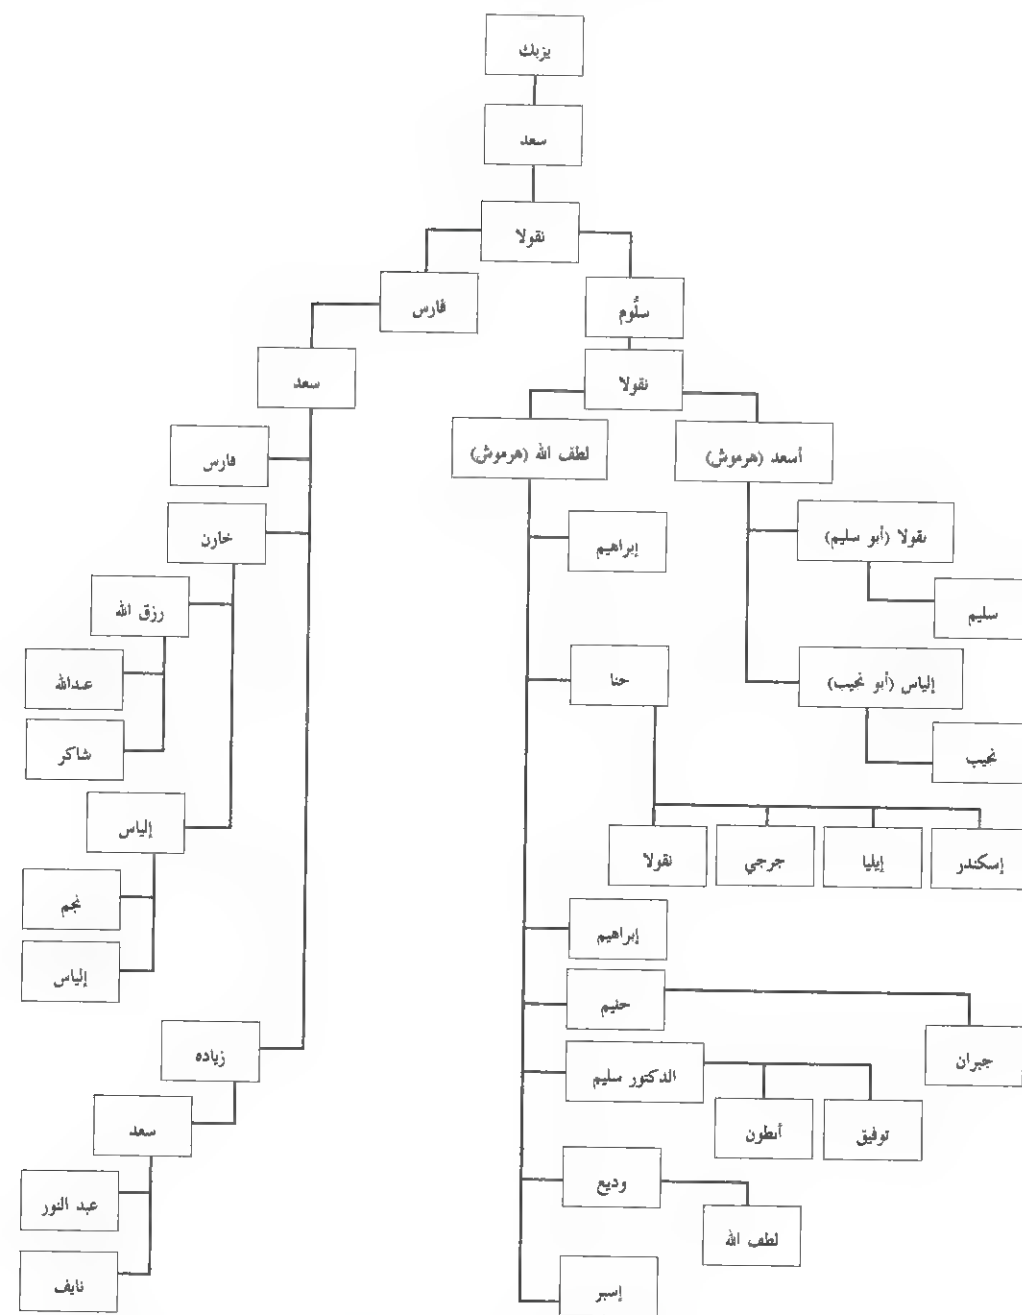 يزبك
سعد
نقولا
فارس
سلُّوم
سعد
نقولا
لطف الله (هرموش)
أسعد (هرموش)
فارس
خازن
نقولا (أبو سليم)
إبراهيم
رزق الله
سليم
عبدالله
حنا
إلياس (أبو نجيب)
شاكر
نجيب
إلياس
إسكندر
إيليا
جرجي
نقولا
نجم
إبراهيم
إلياس
حنيم
زياده
جبران
الدكتور سليم
سعد
توفيق
أنطون
عبد النور
وديع
لطف الله
نايف
إسبر